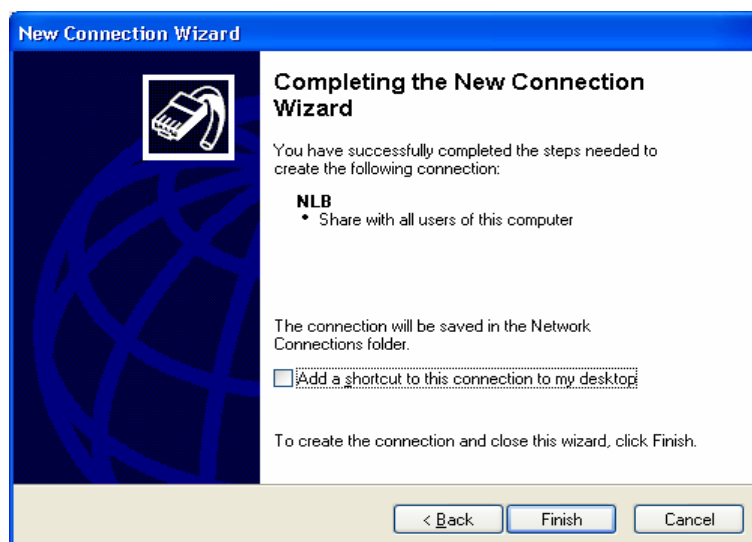 New Connection Wizard
Completing the New Connection
Wizard
You have successfully completed the steps needed to
create the following connection:
NLB
• Share with all users of this computer
The connection will be saved in the Network
Connections folder.
Add a shortcut to this connection to my desktop
To create the connection and close this wizard, click Finish.
< Back Finish Cancel